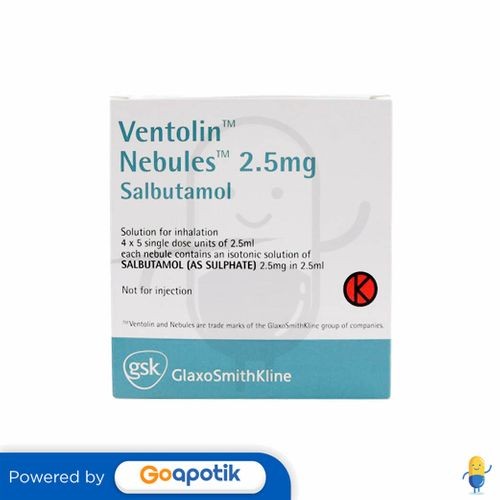 Ventolin™
Nebules™ 2.5mg
Salbutamol
Solution for inhalation
4 x 5 single dose units of 2.5ml
each nebule contains an isotonic solution of
SALBUTAMOL (AS SULPHATE) 2.5mg in 2.5ml
Not for injection
K
™Ventolin and Nebules are trade marks of the GlaxoSmithKline group of companies.
gsk GlaxoSmithKline
Powered by Goapotik